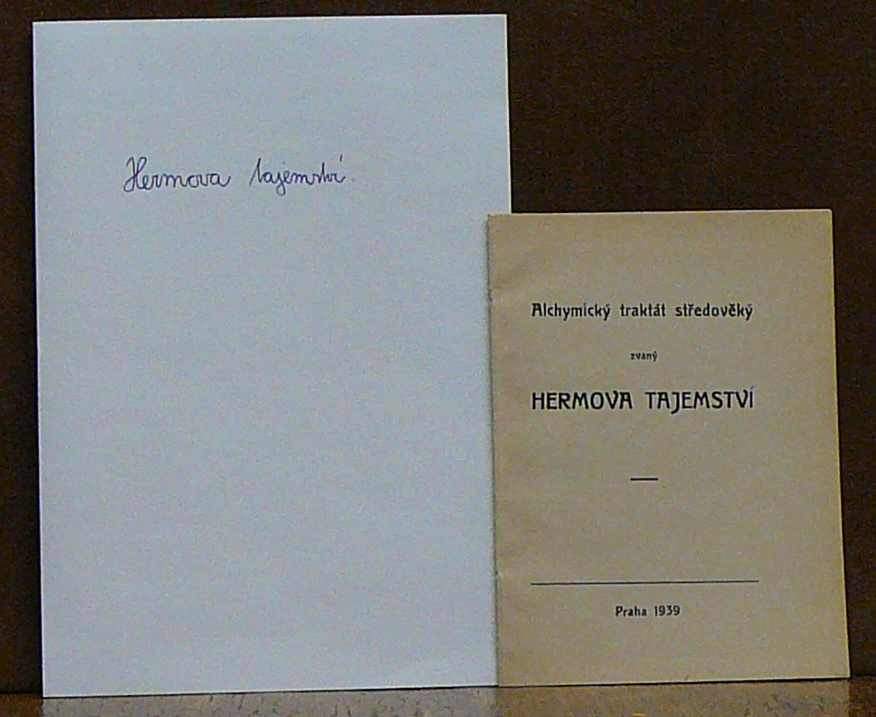 Hermova tajemství.
Alchymický traktát středověký
zvaný
HERMOVA TAJEMSTVÍ
Praha 1939